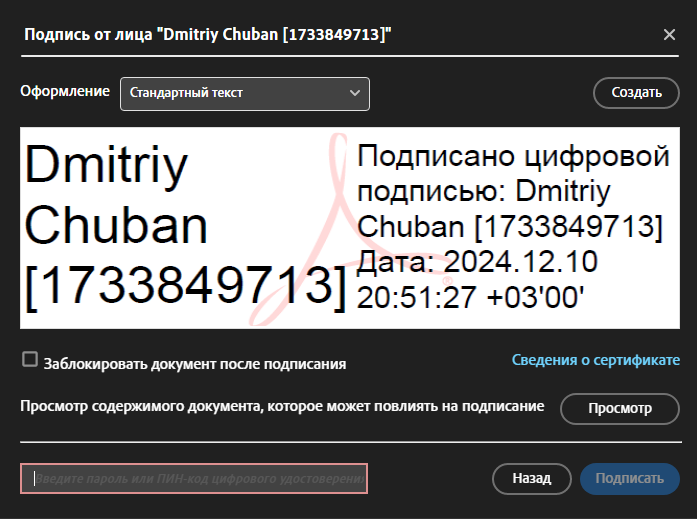 Подпись от лица "Dmitriy Chuban [1733849713]"
Оформление
Стандартный текст
Создать
Dmitriy
Chuban
[1733849713]
Подписано цифровой
подписью: Dmitriy
Chuban [1733849713]
Дата: 2024.12.10
20:51:27 +03'00'
Заблокировать документ после подписания
Сведения о сертификате
Просмотр содержимого документа, которое может повлиять на подписание
Просмотр
Введите пароль или ПИН-код цифрового удостоверения
Назад
Подписать